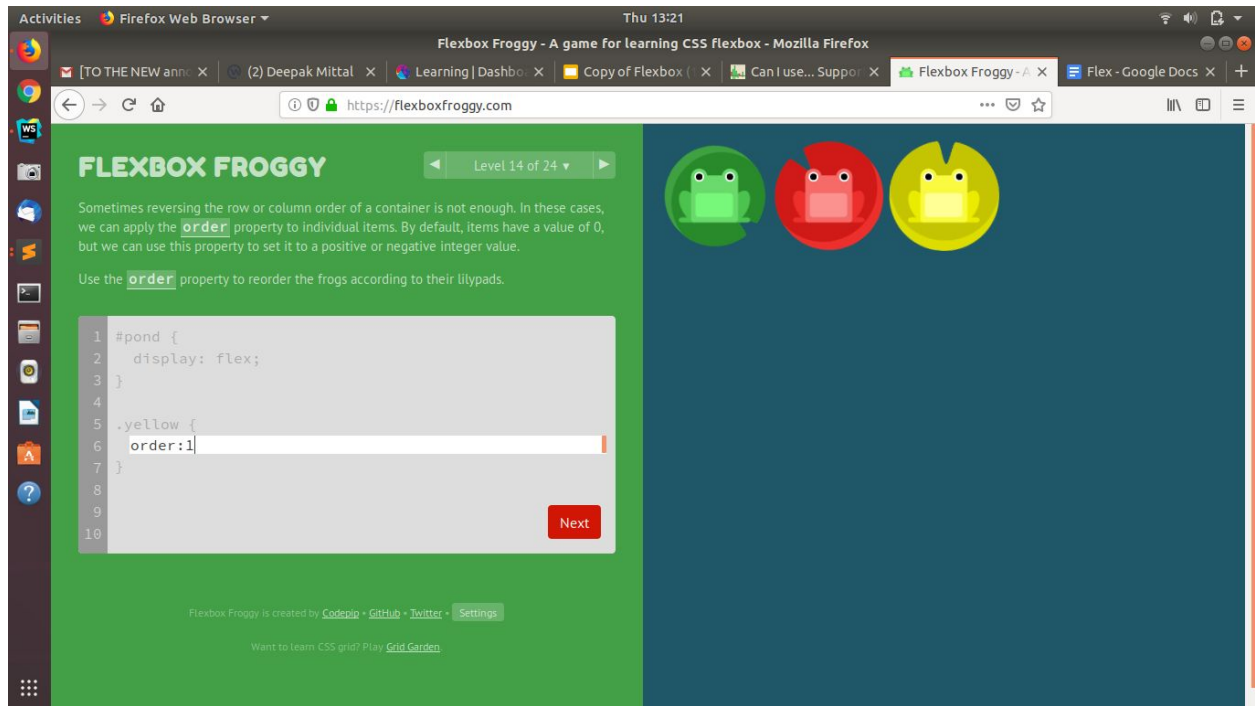 Activities Firefox Web Browser ▾ Thu 13:21
Flexbox Froggy - A game for learning CSS flexbox - Mozilla Firefox
[TO THE NEW anno × (2) Deepak Mittal × Learning | Dashbo × Copy of Flexbox (1 × Can I use... Suppor × Flexbox Froggy - A × Flex - Google Docs × +
https://flexboxfroggy.com
WS
FLEXBOX FROGGY
◀ Level 14 of 24 ▾ ▶
Sometimes reversing the row or column order of a container is not enough. In these cases,
we can apply the order property to individual items. By default, items have a value of 0,
but we can use this property to set it to a positive or negative integer value.
Use the order property to reorder the frogs according to their lilypads.
1 #pond {
2 display: flex;
3 }
4
5 .yellow {
6 order:1
7 }
8
9
10
Next
Flexbox Froggy is created by Codepip • GitHub • Twitter • Settings
Want to learn CSS grid? Play Grid Garden.